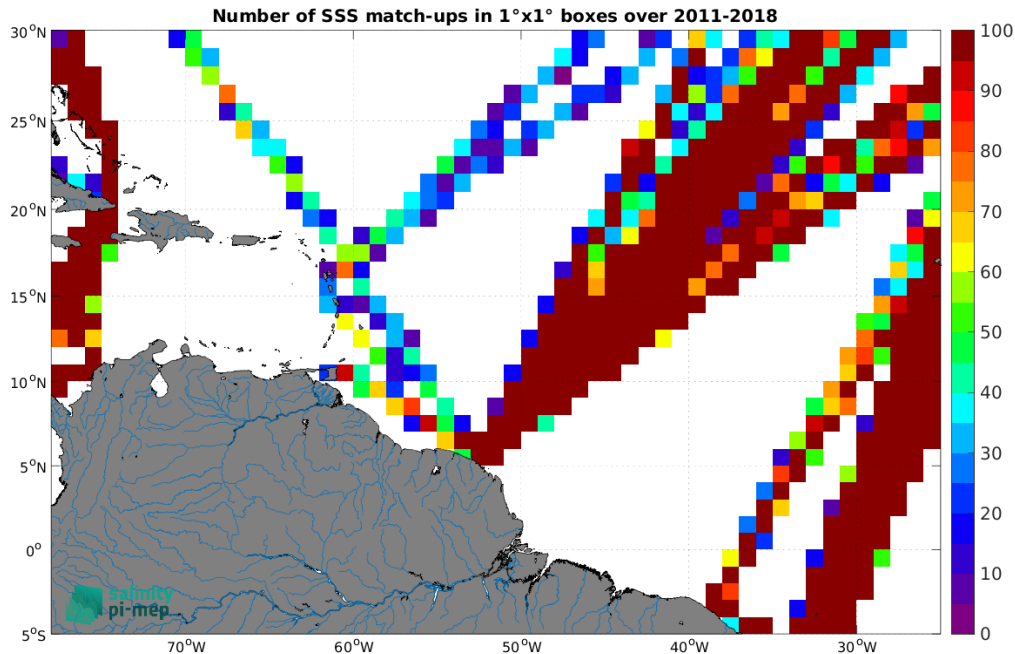 Number of SSS match-ups in 1°x1° boxes over 2011-2018
30°N
25°N
20°N
15°N
10°N
5°N
0°
5°S
70°W
60°W
50°W
40°W
30°W
100
90
80
70
60
50
40
30
20
10
0
salinity
pi-mep